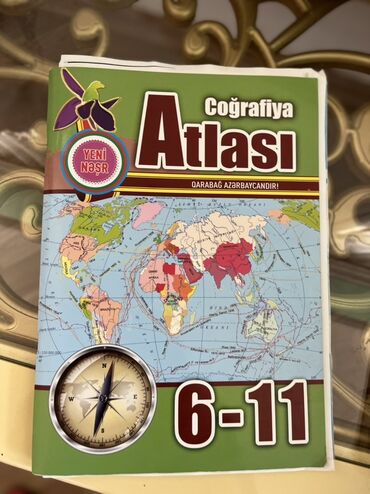 Coğrafiya
Atlası
YENİ
NƏŞR
QARABAĞ AZƏRBAYCANDIR!
N
W
E
S
6-11